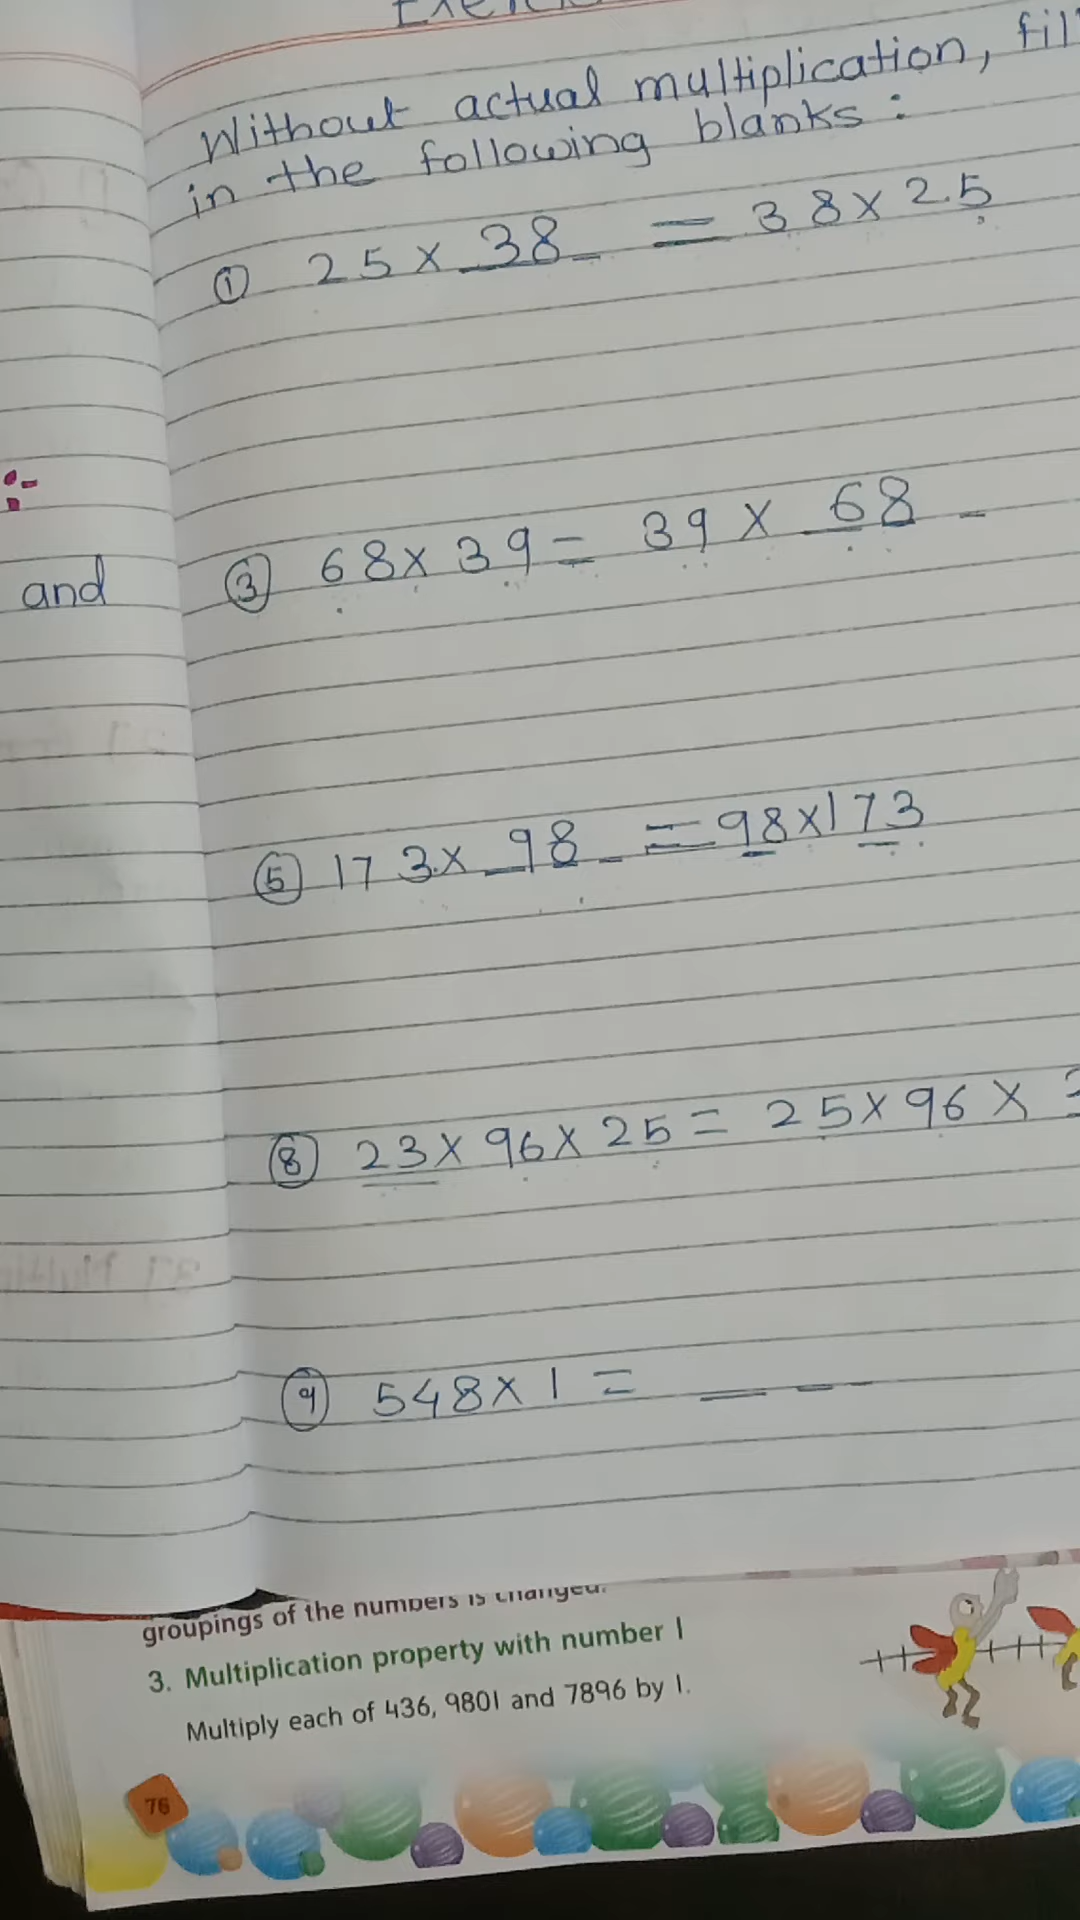 Without actual multiplication, fil
in the following blanks :
① 25 × 38 = 38 × 2.5
:-
and
③ 68 × 39 = 39 × 68
⑤ 173 × 98 = 98 × 173
⑧ 23 × 96 × 25 = 25 × 96 ×
⑨ 548 × 1 = _ _ _
groupings of the numbers is changed.
3. Multiplication property with number 1
Multiply each of 436, 9801 and 7896 by 1.
76